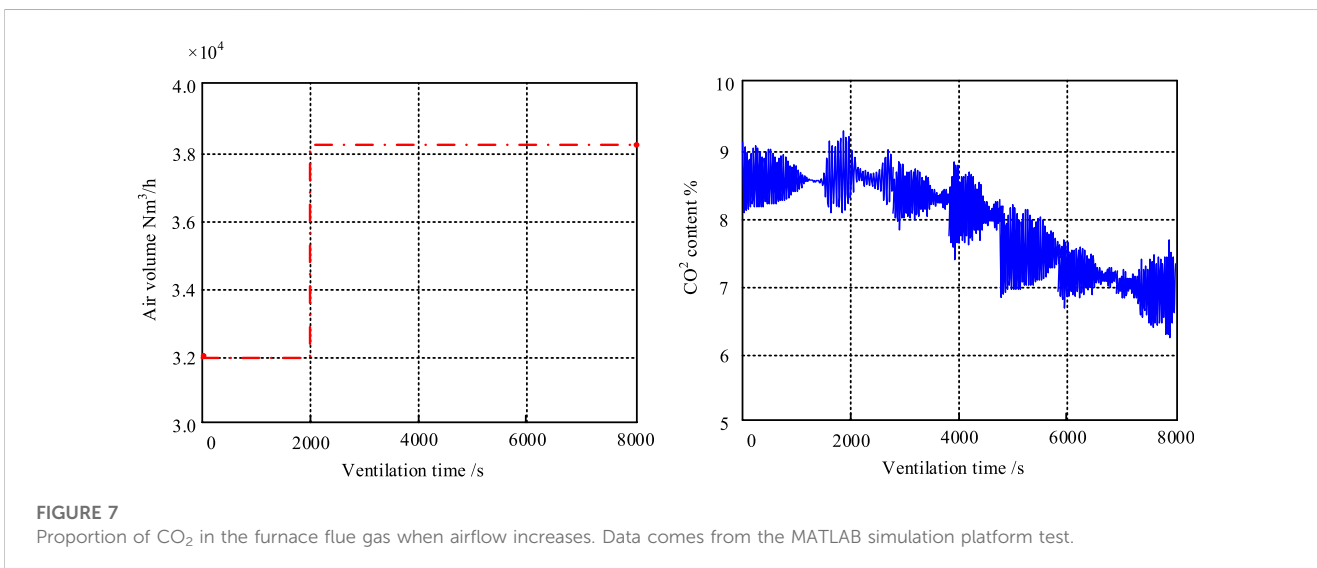 ×10⁴
4.0
3.8
3.6
3.4
3.2
3.0
Air volume Nm³/h
0 2000 4000 6000 8000
Ventilation time /s
10
9
8
7
6
5
CO² content %
0 2000 4000 6000 8000
Ventilation time /s
FIGURE 7
Proportion of CO₂ in the furnace flue gas when airflow increases. Data comes from the MATLAB simulation platform test.